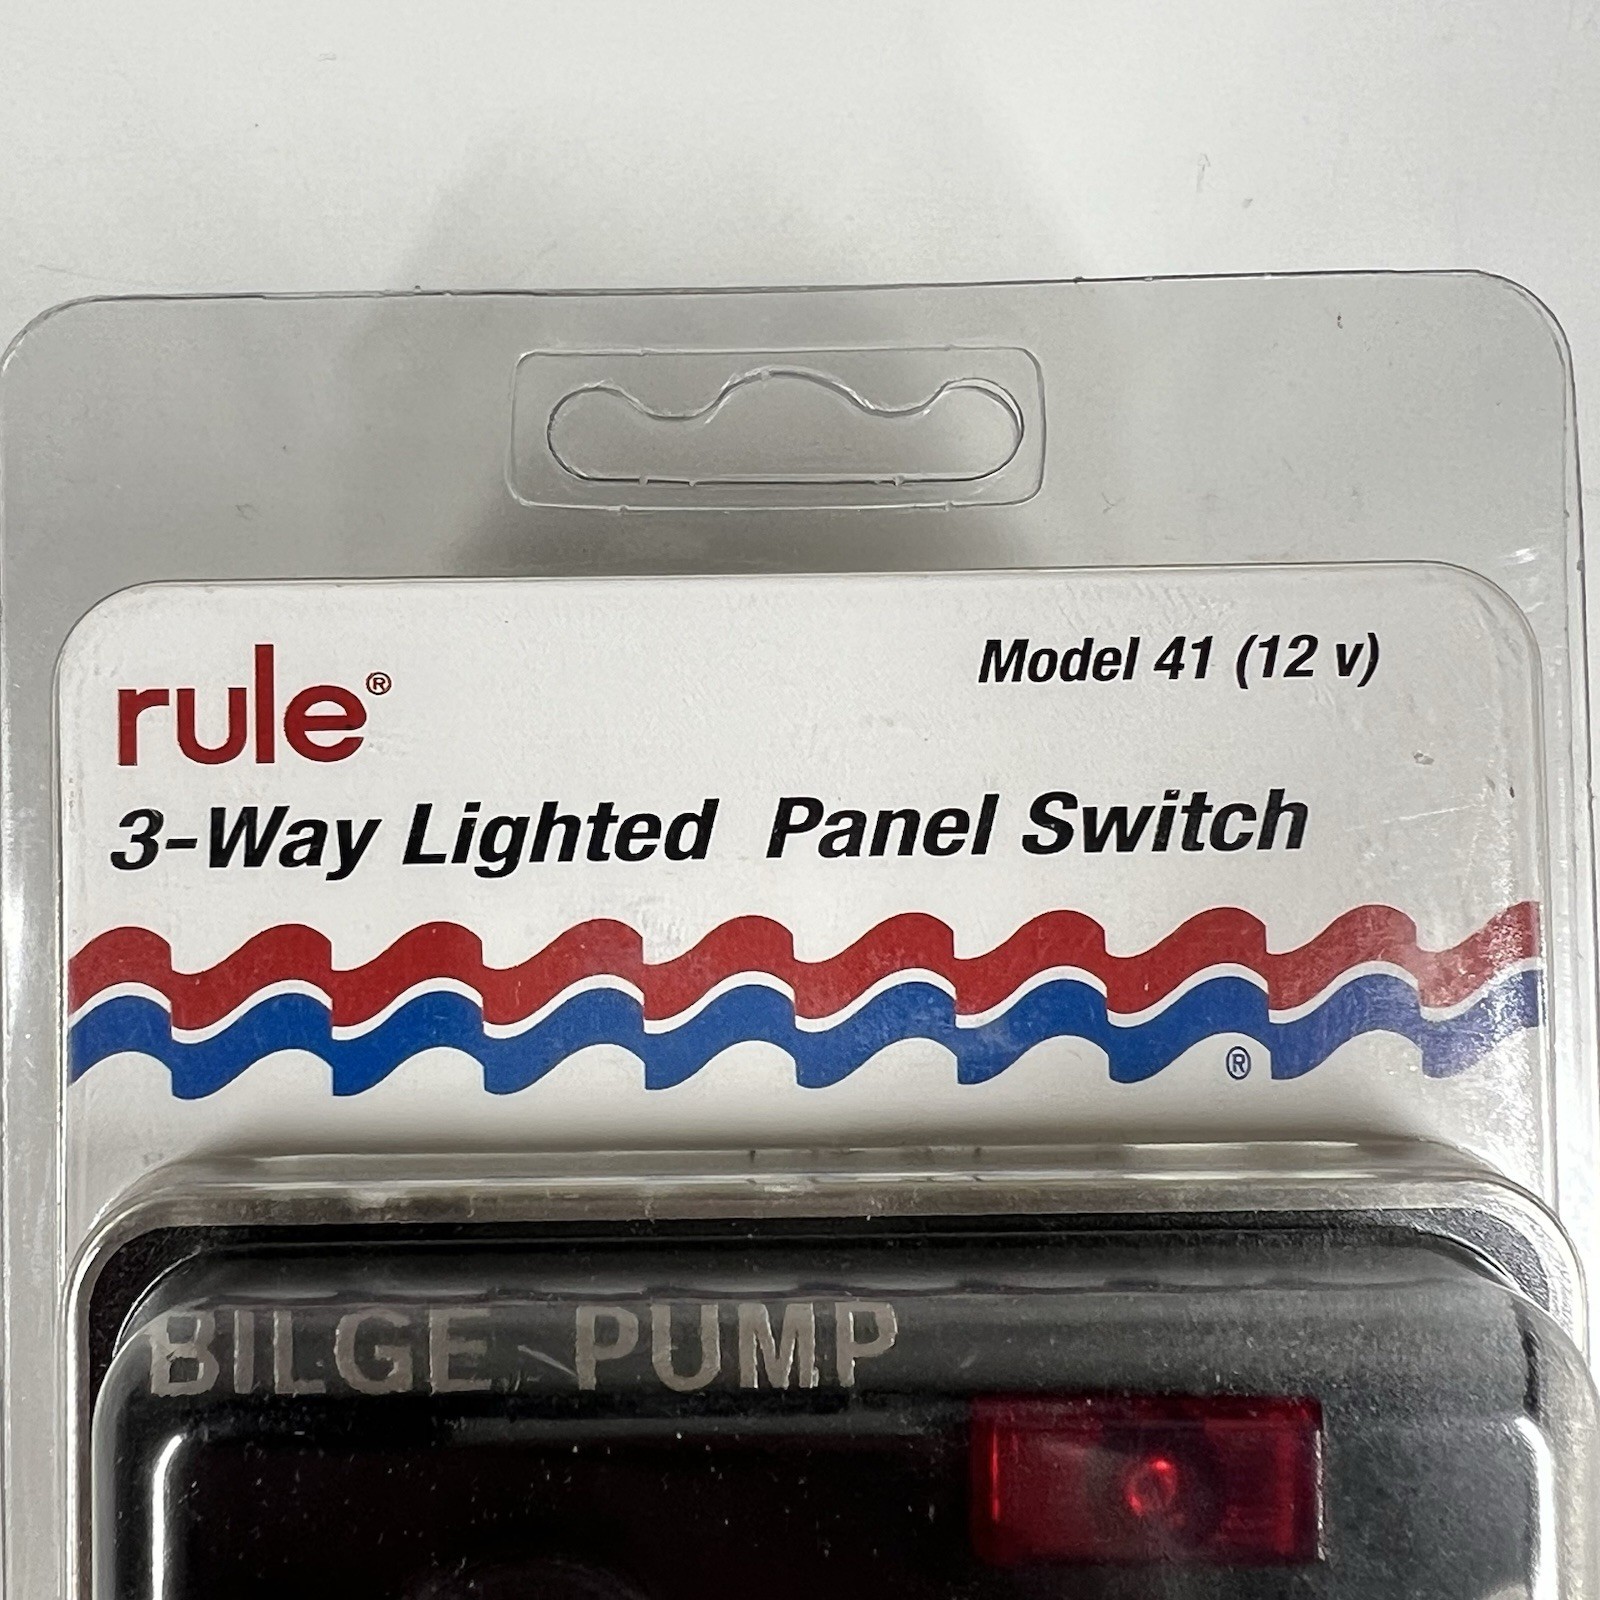 rule®
Model 41 (12 v)
3-Way Lighted Panel Switch
®
BILGE PUMP